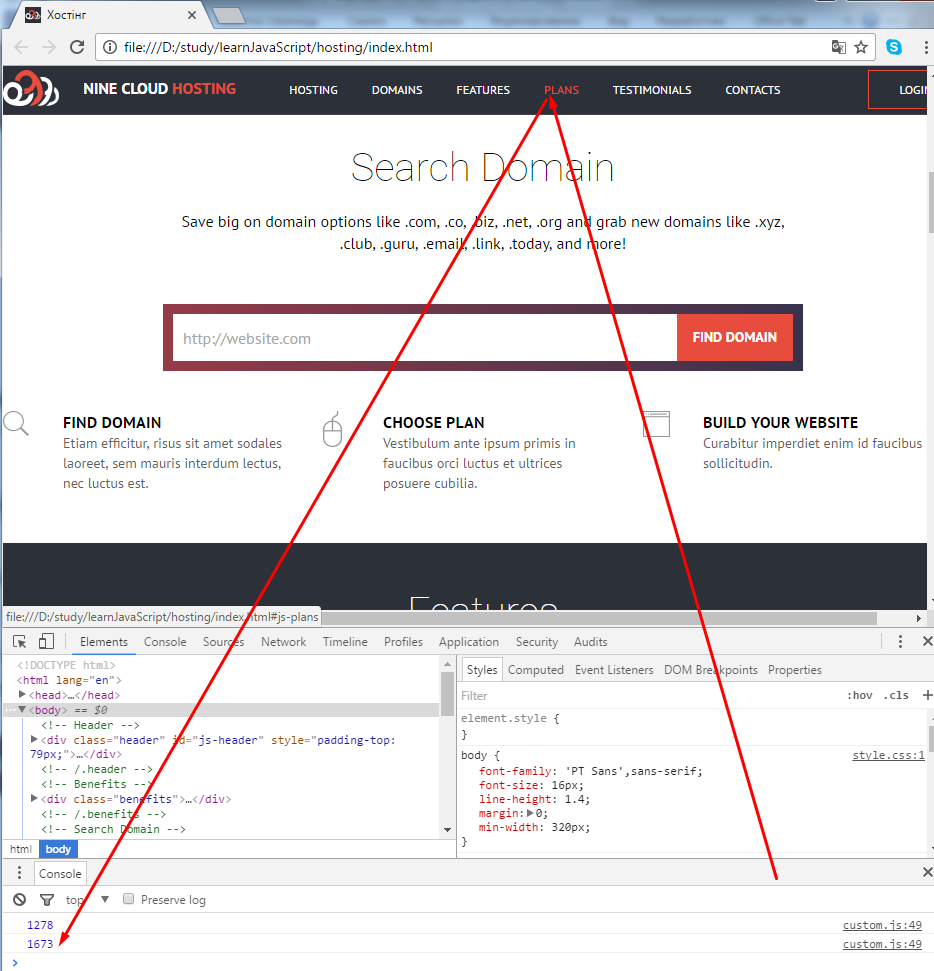 Хостінг
file:///D:/study/learnJavaScript/hosting/index.html
NINE CLOUD HOSTING
HOSTING
DOMAINS
FEATURES
PLANS
TESTIMONIALS
CONTACTS
LOGIN
Search Domain
Save big on domain options like .com, .co, .biz, .net, .org and grab new domains like .xyz,
.club, .guru, .email, .link, .today, and more!
http://website.com
FIND DOMAIN
FIND DOMAIN
Etiam efficitur, risus sit amet sodales
laoreet, sem mauris interdum lectus,
nec luctus est.
CHOOSE PLAN
Vestibulum ante ipsum primis in
faucibus orci luctus et ultrices
posuere cubilia.
BUILD YOUR WEBSITE
Curabitur imperdiet enim id faucibus
sollicitudin.
Features
file:///D:/study/learnJavaScript/hosting/index.html#js-plans
Elements
Console
Sources
Network
Timeline
Profiles
Application
Security
Audits
<!DOCTYPE html>
<html lang="en">
<head>…</head>
<body> == $0
<!-- Header -->
<div class="header" id="js-header" style="padding-top:
79px;">…</div>
<!-- /.header -->
<!-- Benefits -->
<div class="benefits">…</div>
<!-- /.benefits -->
<!-- Search Domain -->
html body
Styles
Computed
Event Listeners
DOM Breakpoints
Properties
Filter
:hov .cls +
element.style {
}
body {
style.css:1
font-family: 'PT Sans',sans-serif;
font-size: 16px;
line-height: 1.4;
margin: 0;
min-width: 320px;
}
Console
top
Preserve log
1278
custom.js:49
1673
custom.js:49